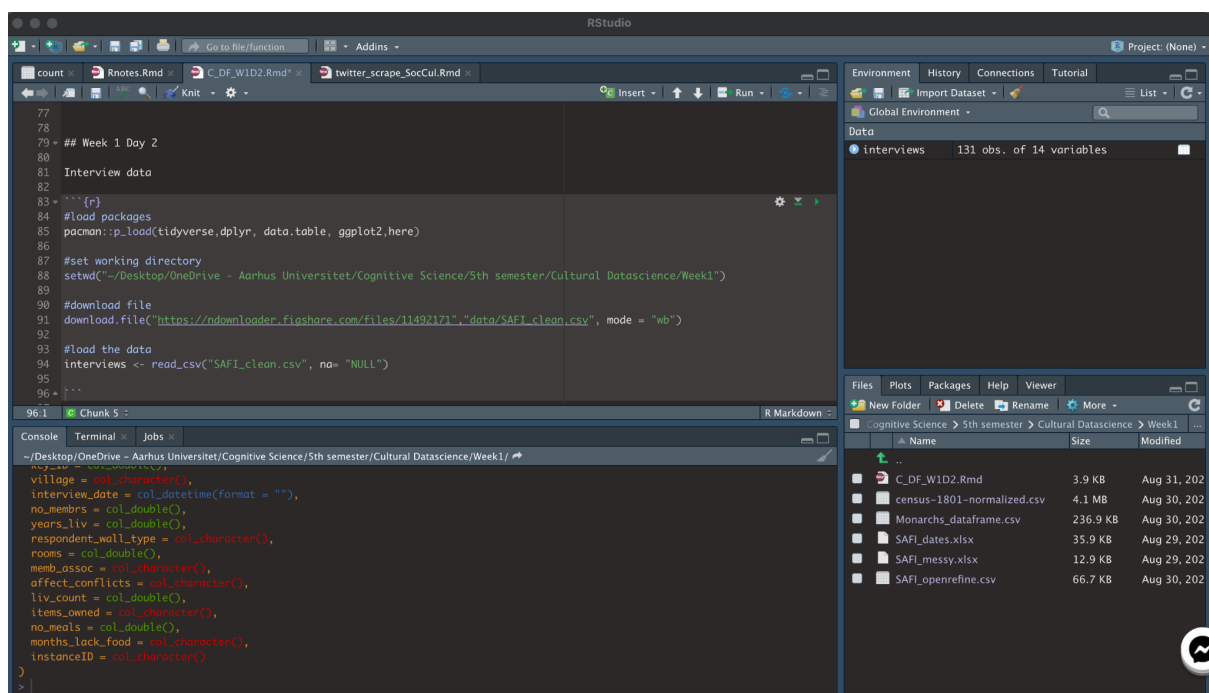 RStudio
Go to file/function
Addins
Project: (None)
count
Rnotes.Rmd
C_DF_W1D2.Rmd*
twitter_scrape_SocCul.Rmd
ABC
Knit
Insert
Run
77
78
79 ## Week 1 Day 2
80
81 Interview data
82
83 ```{r}
84 #load packages
85 pacman::p_load(tidyverse,dplyr, data.table, ggplot2,here)
86
87 #set working directory
88 setwd("~/Desktop/OneDrive - Aarhus Universitet/Cognitive Science/5th semester/Cultural Datascience/Week1")
89
90 #download file
91 download.file("https://ndownloader.figshare.com/files/11492171","data/SAFI_clean.csv", mode = "wb")
92
93 #load the data
94 interviews <- read_csv("SAFI_clean.csv", na= "NULL")
95
96 ```
96:1 Chunk 5 R Markdown
Console Terminal Jobs
~/Desktop/OneDrive - Aarhus Universitet/Cognitive Science/5th semester/Cultural Datascience/Week1/
key_ID = col_double(),
village = col_character(),
interview_date = col_datetime(format = ""),
no_membrs = col_double(),
years_liv = col_double(),
respondent_wall_type = col_character(),
rooms = col_double(),
memb_assoc = col_character(),
affect_conflicts = col_character(),
liv_count = col_double(),
items_owned = col_character(),
no_meals = col_double(),
months_lack_food = col_character(),
instanceID = col_character()
)
>
Environment History Connections Tutorial
Import Dataset List
Global Environment
Data
interviews 131 obs. of 14 variables
Files Plots Packages Help Viewer
New Folder Delete Rename More
Cognitive Science > 5th semester > Cultural Datascience > Week1 ...
Name Size Modified
..
C_DF_W1D2.Rmd 3.9 KB Aug 31, 202
census-1801-normalized.csv 4.1 MB Aug 30, 202
Monarchs_dataframe.csv 236.9 KB Aug 30, 202
SAFI_dates.xlsx 35.9 KB Aug 29, 202
SAFI_messy.xlsx 12.9 KB Aug 29, 202
SAFI_openrefine.csv 66.7 KB Aug 30, 202